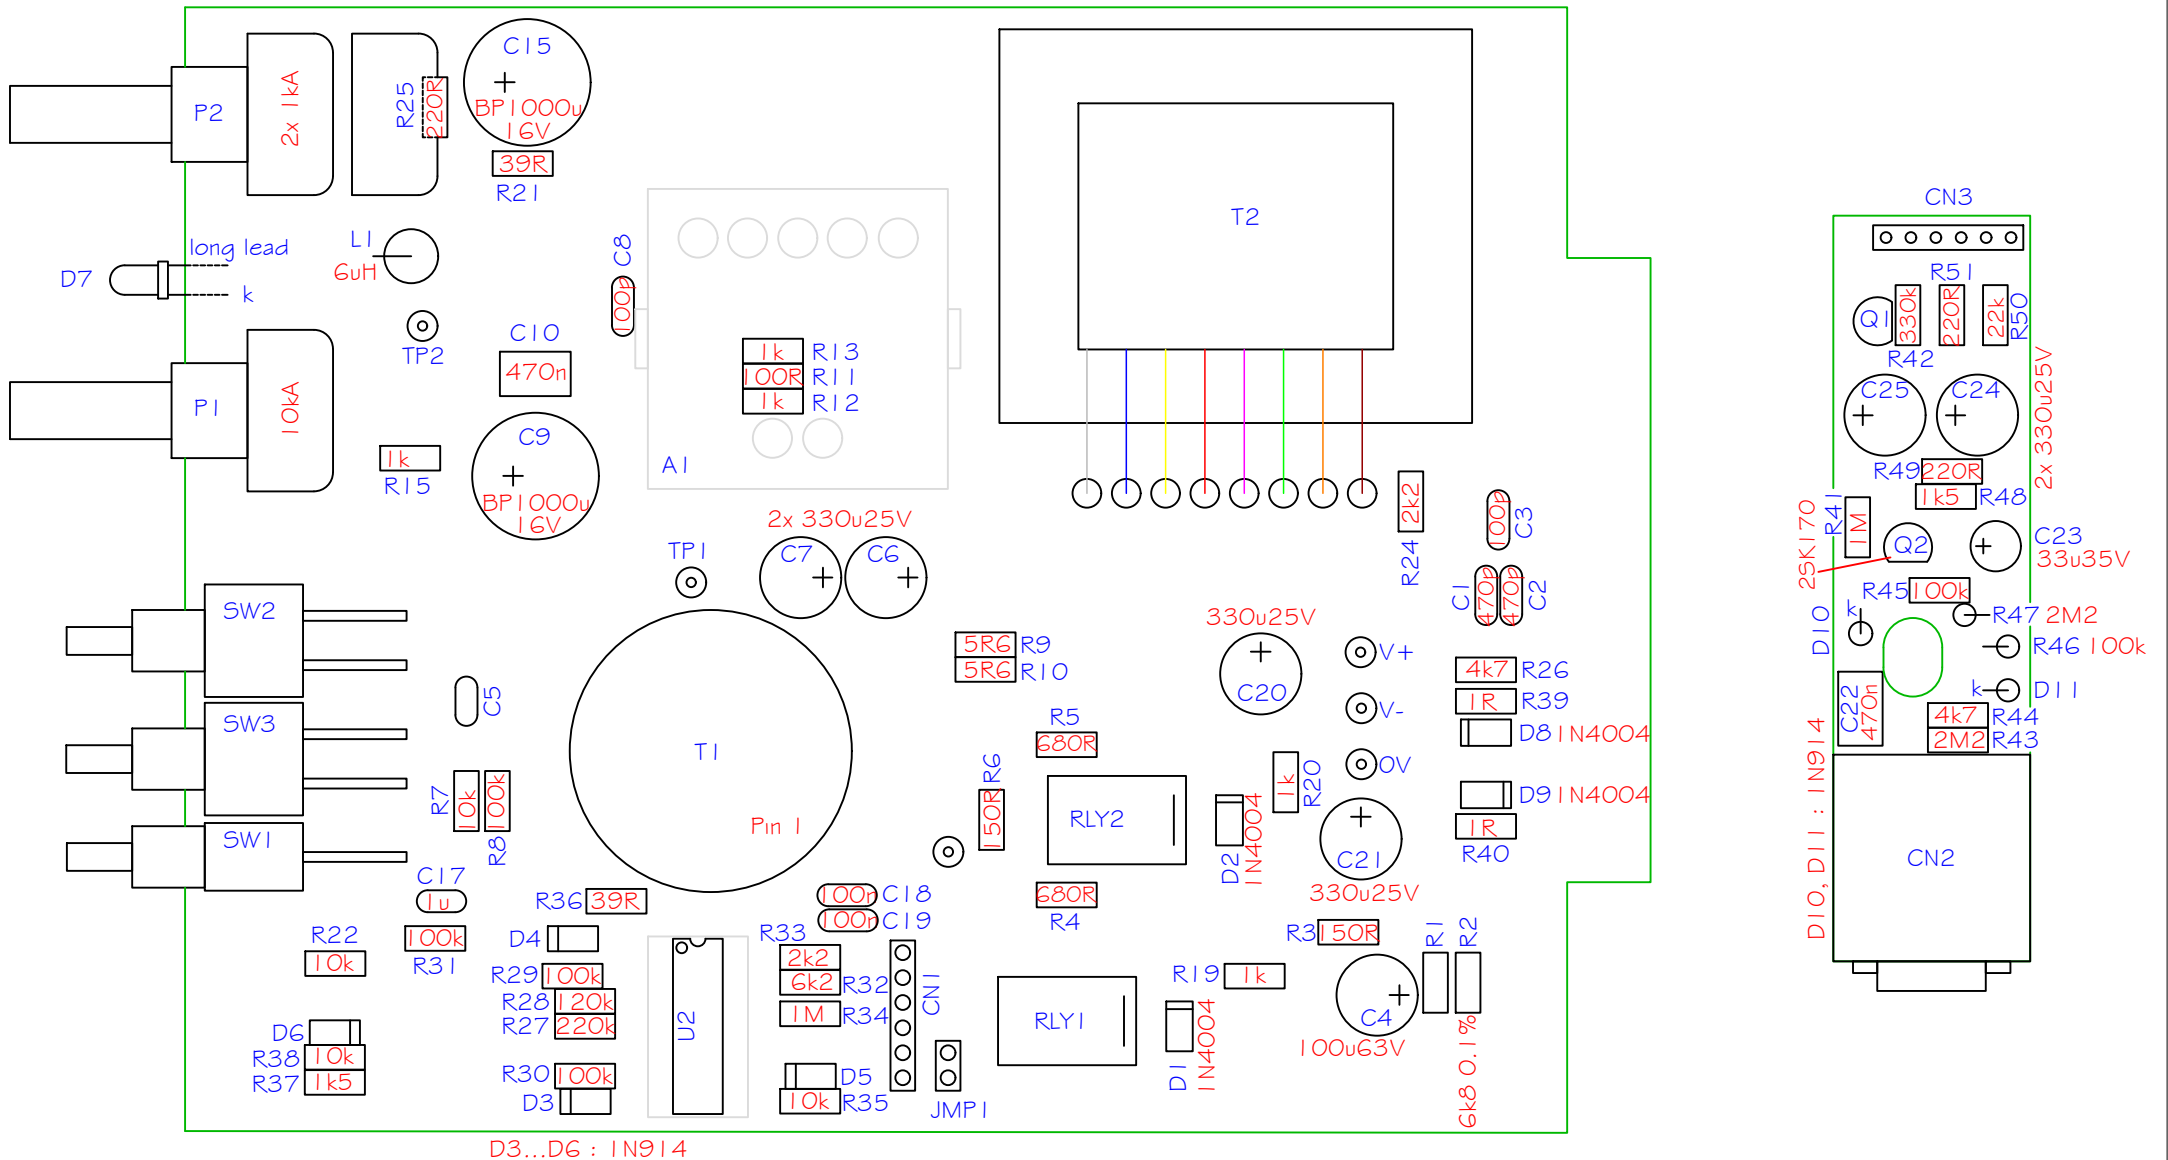 C15
BP1000u
16V
39R
R21
P2
2x 1kA
R25
220R
long lead
D7
k
L1
6uH
TP2
C8
100p
P1
10kA
C10
470n
1k
R15
C9
BP1000u
16V
1k R13
100R R11
1k R12
A1
T2
2x 330u25V
C7
C6
TP1
2k2
R24
100p
C3
C1
470p
470p
C2
SW2
SW3
SW1
C5
R7
10k
100k
R8
T1
Pin 1
5R6 R9
5R6 R10
330u25V
C20
V+
V-
0V
4k7 R26
1R R39
D8 1N4004
D9 1N4004
1R
R40
R5
680R
R6
150R
RLY2
680R
R4
D2
1N4004
1k
R20
C21
330u25V
C17
1u
100k
R31
R22
10k
R36 39R
D4
R29 100k
R28 120k
R27 220k
R30 100k
D3
D6
R38 10k
R37 1k5
U2
100n C18
100n C19
R33
2k2
6k2 R32
1M R34
D5
10k R35
CN1
JMP1
RLY1
R19 1k
D1
1N4004
R3 150R
C4
100u63V
R1
R2
6k8 0.1%
D3...D6 : 1N914
CN3
R51
Q1
330k
220R
22k
R50
R42
C25
C24
2x 330u25V
R49 220R
1k5 R48
R41
1M
2SK170
Q2
C23
33u35V
R45 100k
k
D10
R47 2M2
R46 100k
k D11
C22
470n
4k7 R44
2M2 R43
D10, D11 : 1N914
CN2